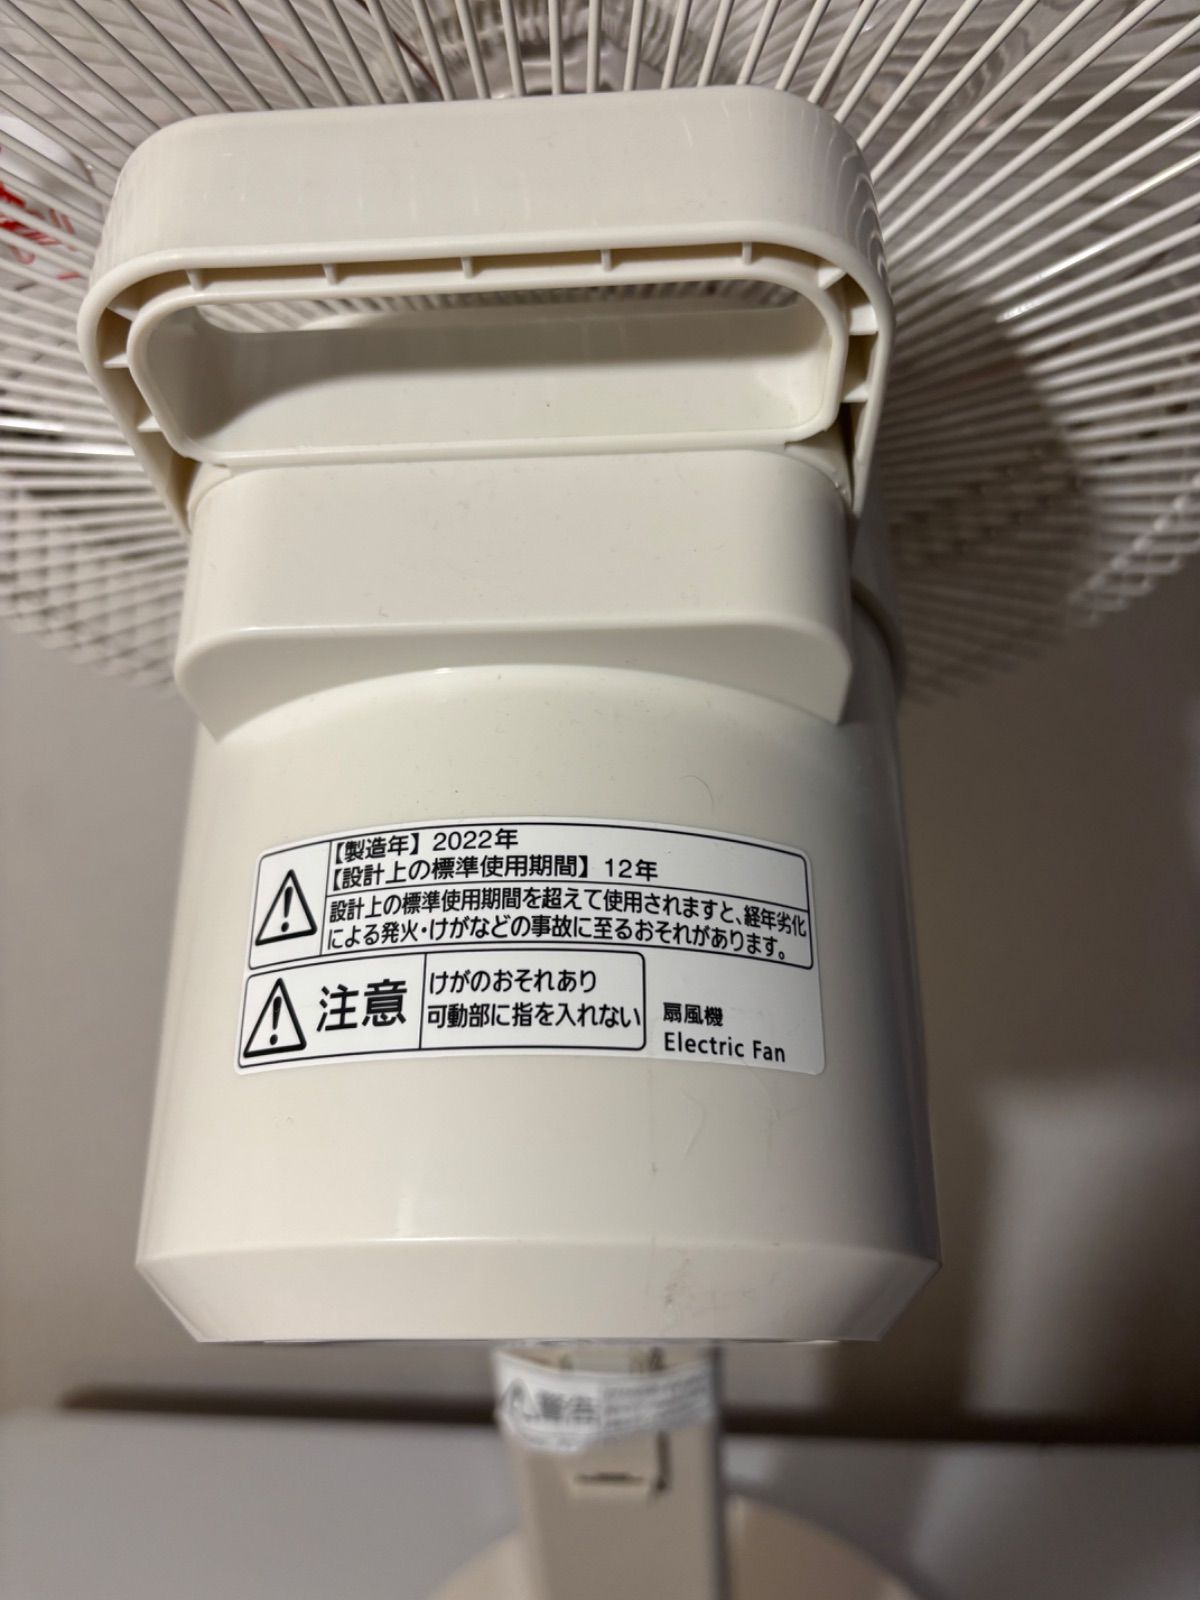 【製造年】2022年
【設計上の標準使用期間】12年
設計上の標準使用期間を超えて使用されますと、経年劣化
による発火・けがなどの事故に至るおそれがあります。
注意
けがのおそれあり
可動部に指を入れない
扇風機
Electric Fan
警告